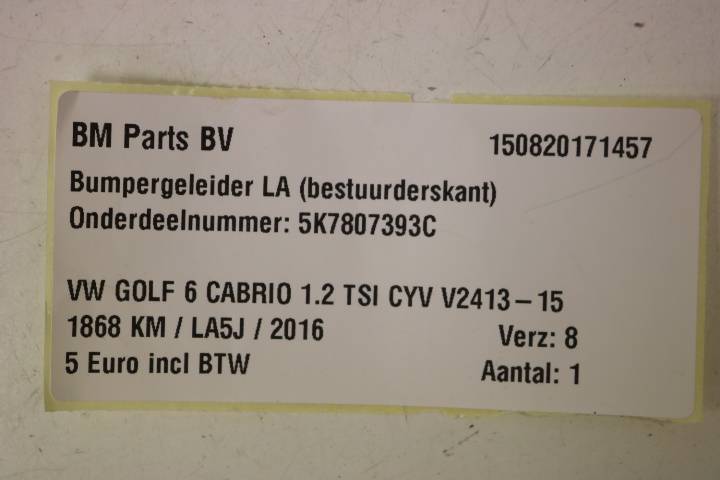 BM Parts BV 150820171457
Bumpergeleider LA (bestuurderskant)
Onderdeelnummer: 5K7807393C
VW GOLF 6 CABRIO 1.2 TSI CYV V2413-15
1868 KM / LA5J / 2016 Verz: 8
5 Euro incl BTW Aantal: 1